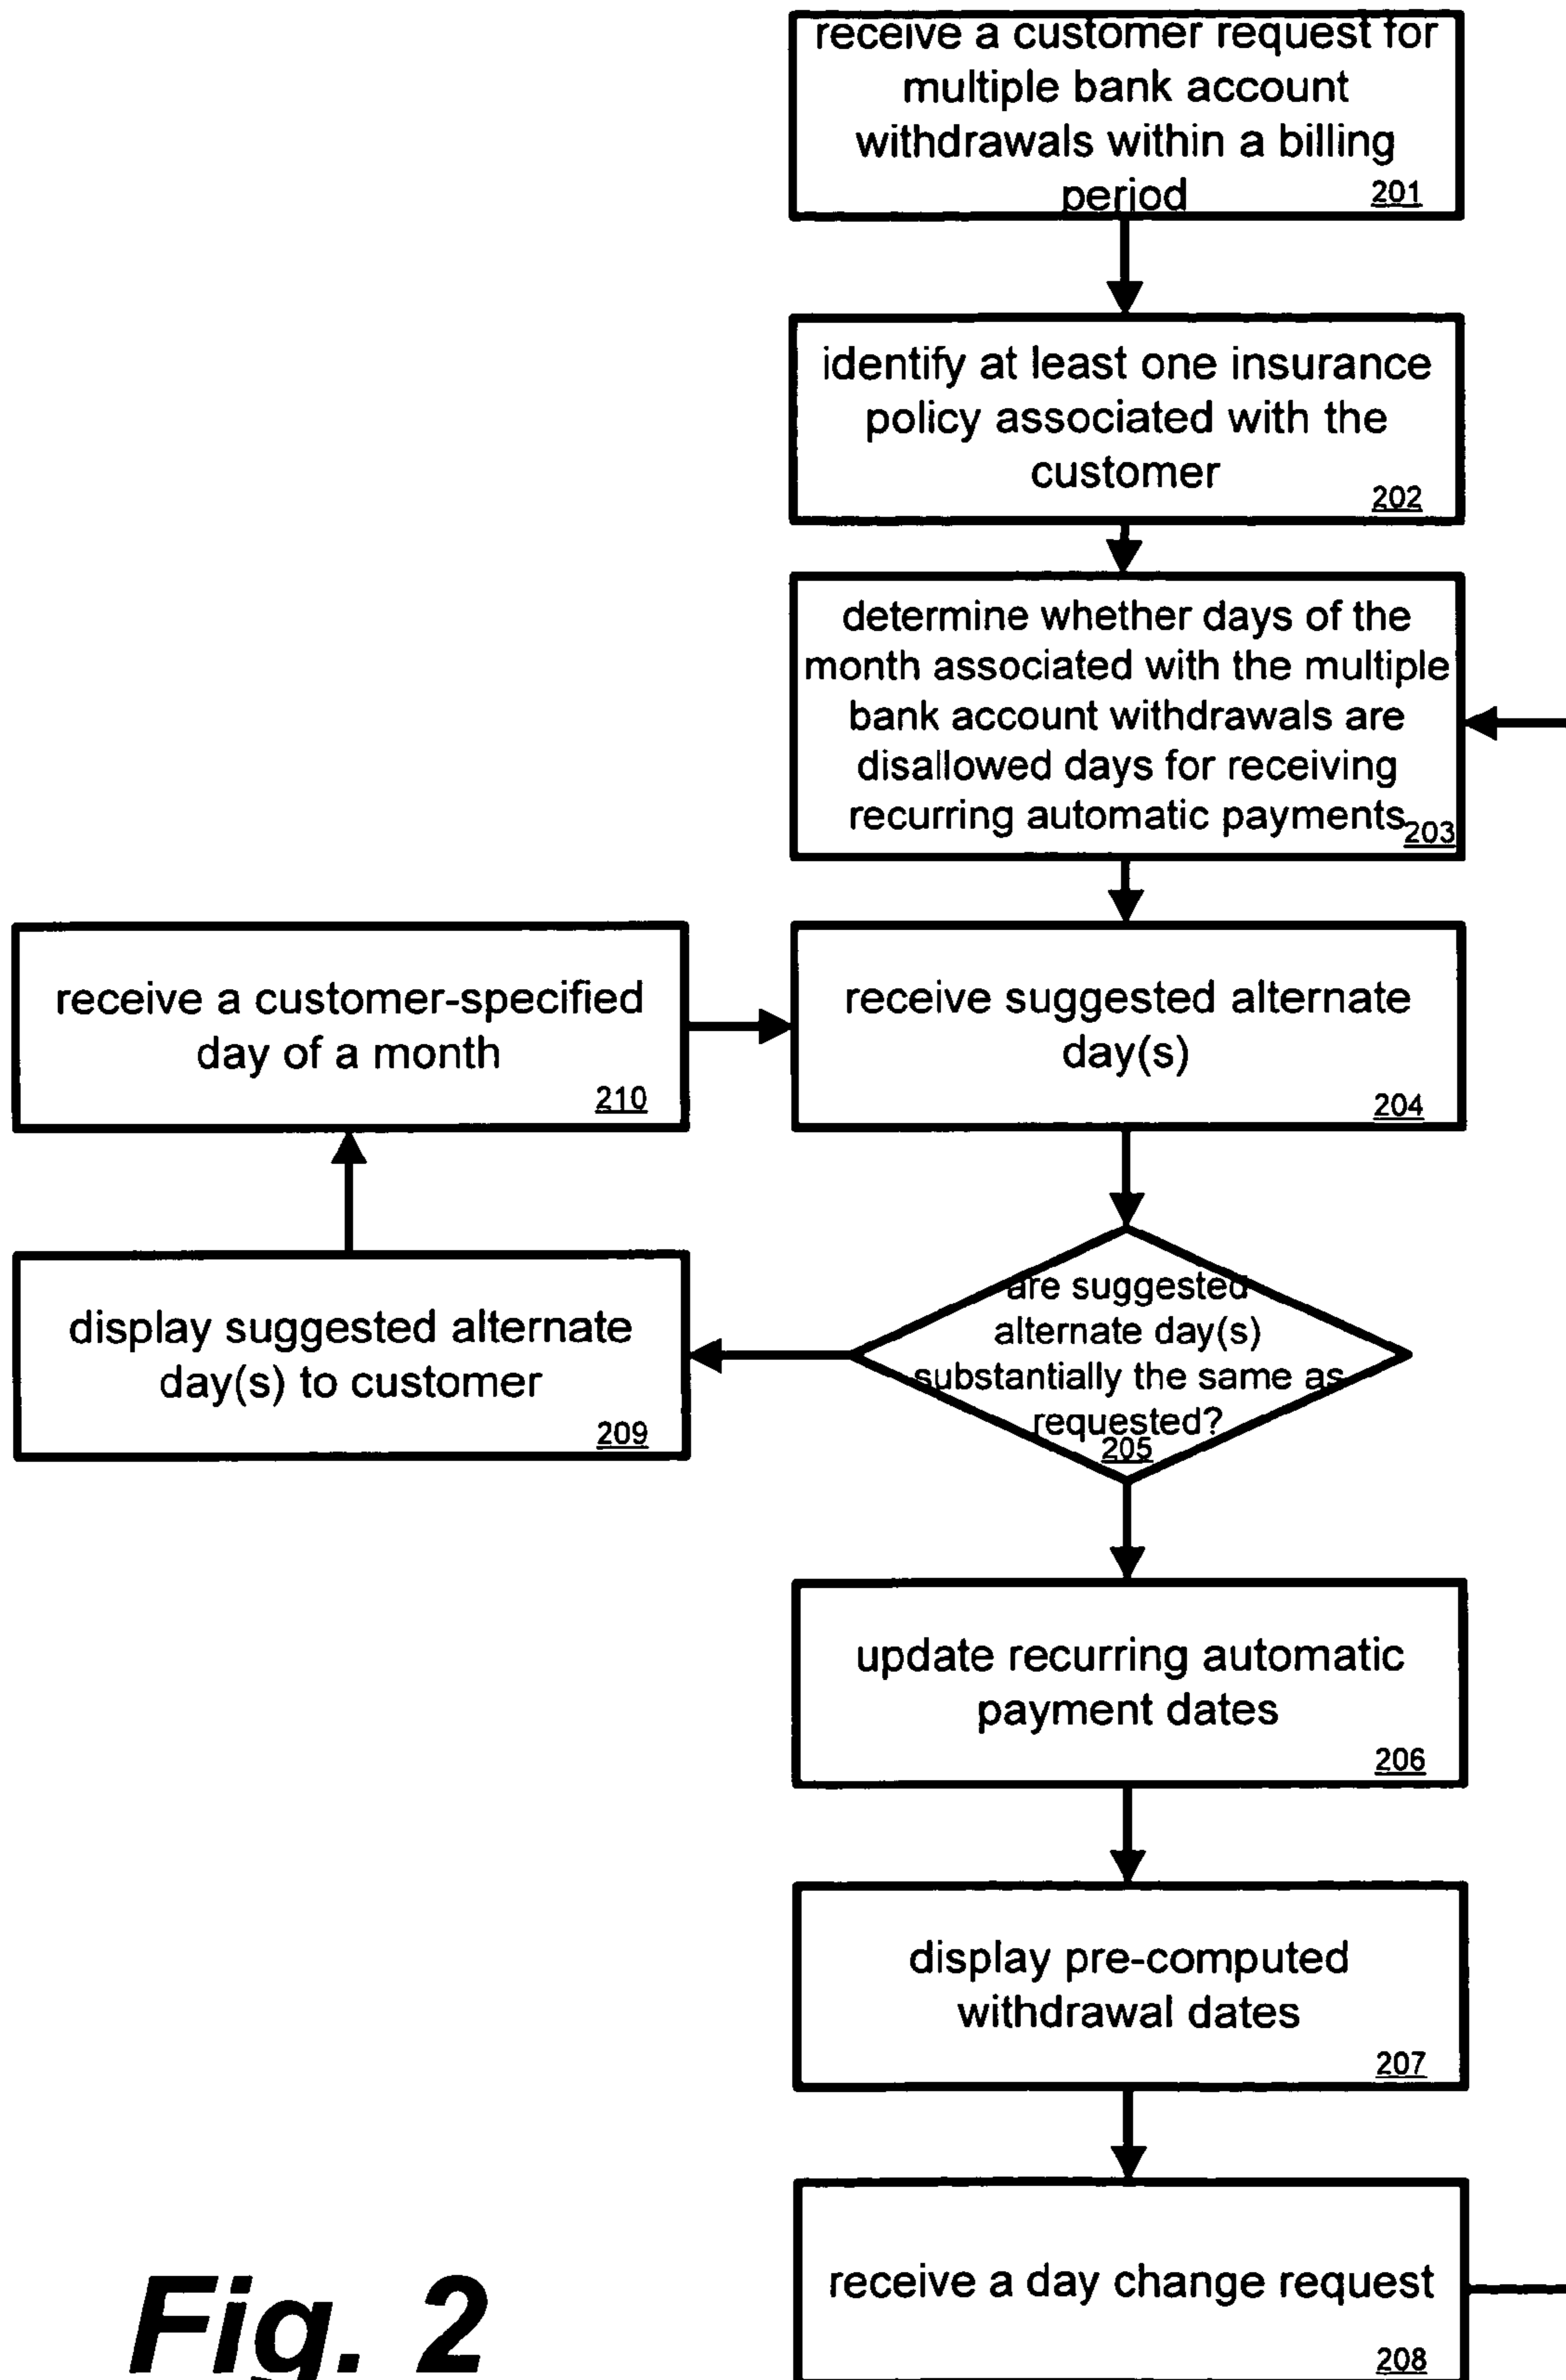 receive a customer request for
multiple bank account
withdrawals within a billing
period
201
identify at least one insurance
policy associated with the
customer
202
determine whether days of the
month associated with the multiple
bank account withdrawals are
disallowed days for receiving
recurring automatic payments
203
receive a customer-specified
day of a month
210
receive suggested alternate
day(s)
204
are suggested
alternate day(s)
substantially the same as
requested?
205
display suggested alternate
day(s) to customer
209
update recurring automatic
payment dates
206
display pre-computed
withdrawal dates
207
receive a day change request
208
Fig. 2